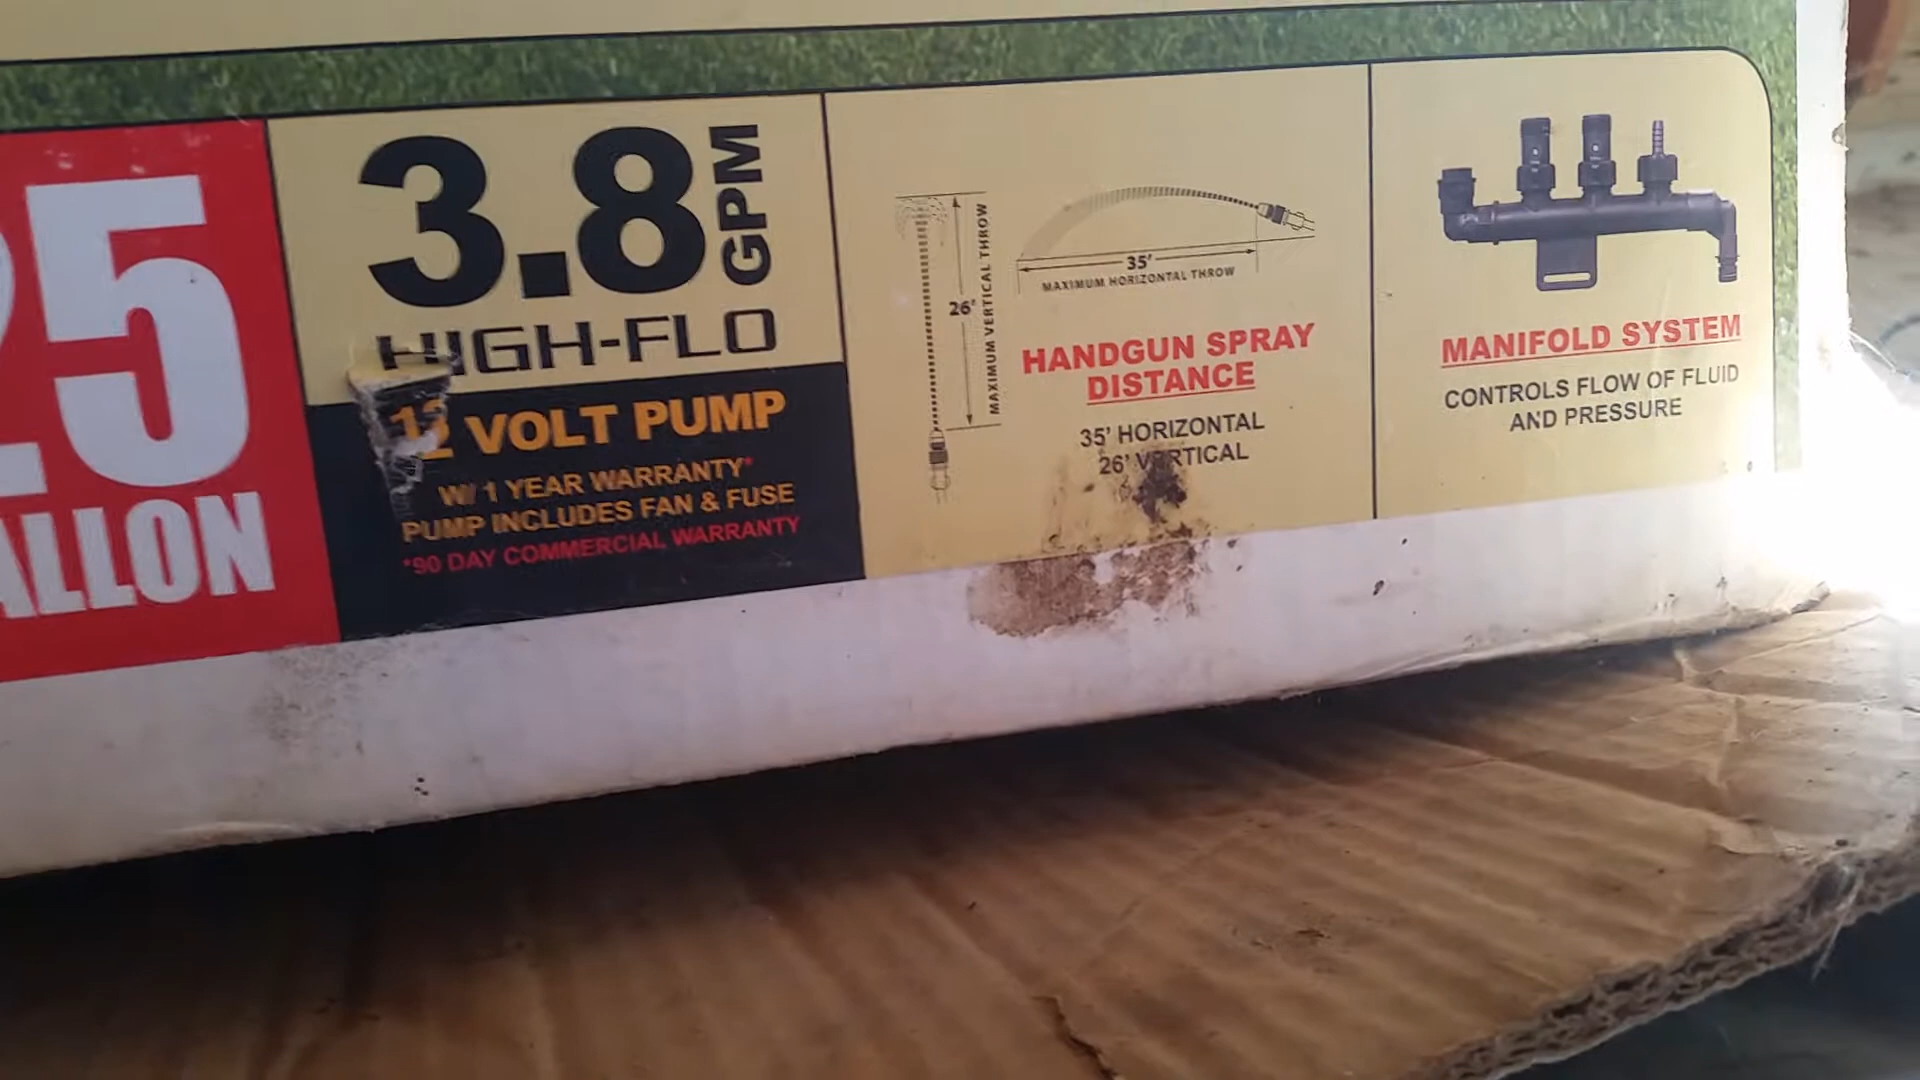 25
ALLON
3.8 GPM
HIGH-FLO
12 VOLT PUMP
W/ 1 YEAR WARRANTY*
PUMP INCLUDES FAN & FUSE
*90 DAY COMMERCIAL WARRANTY
26'
MAXIMUM VERTICAL THROW
35'
MAXIMUM HORIZONTAL THROW
HANDGUN SPRAY
DISTANCE
35' HORIZONTAL
26' VERTICAL
MANIFOLD SYSTEM
CONTROLS FLOW OF FLUID
AND PRESSURE